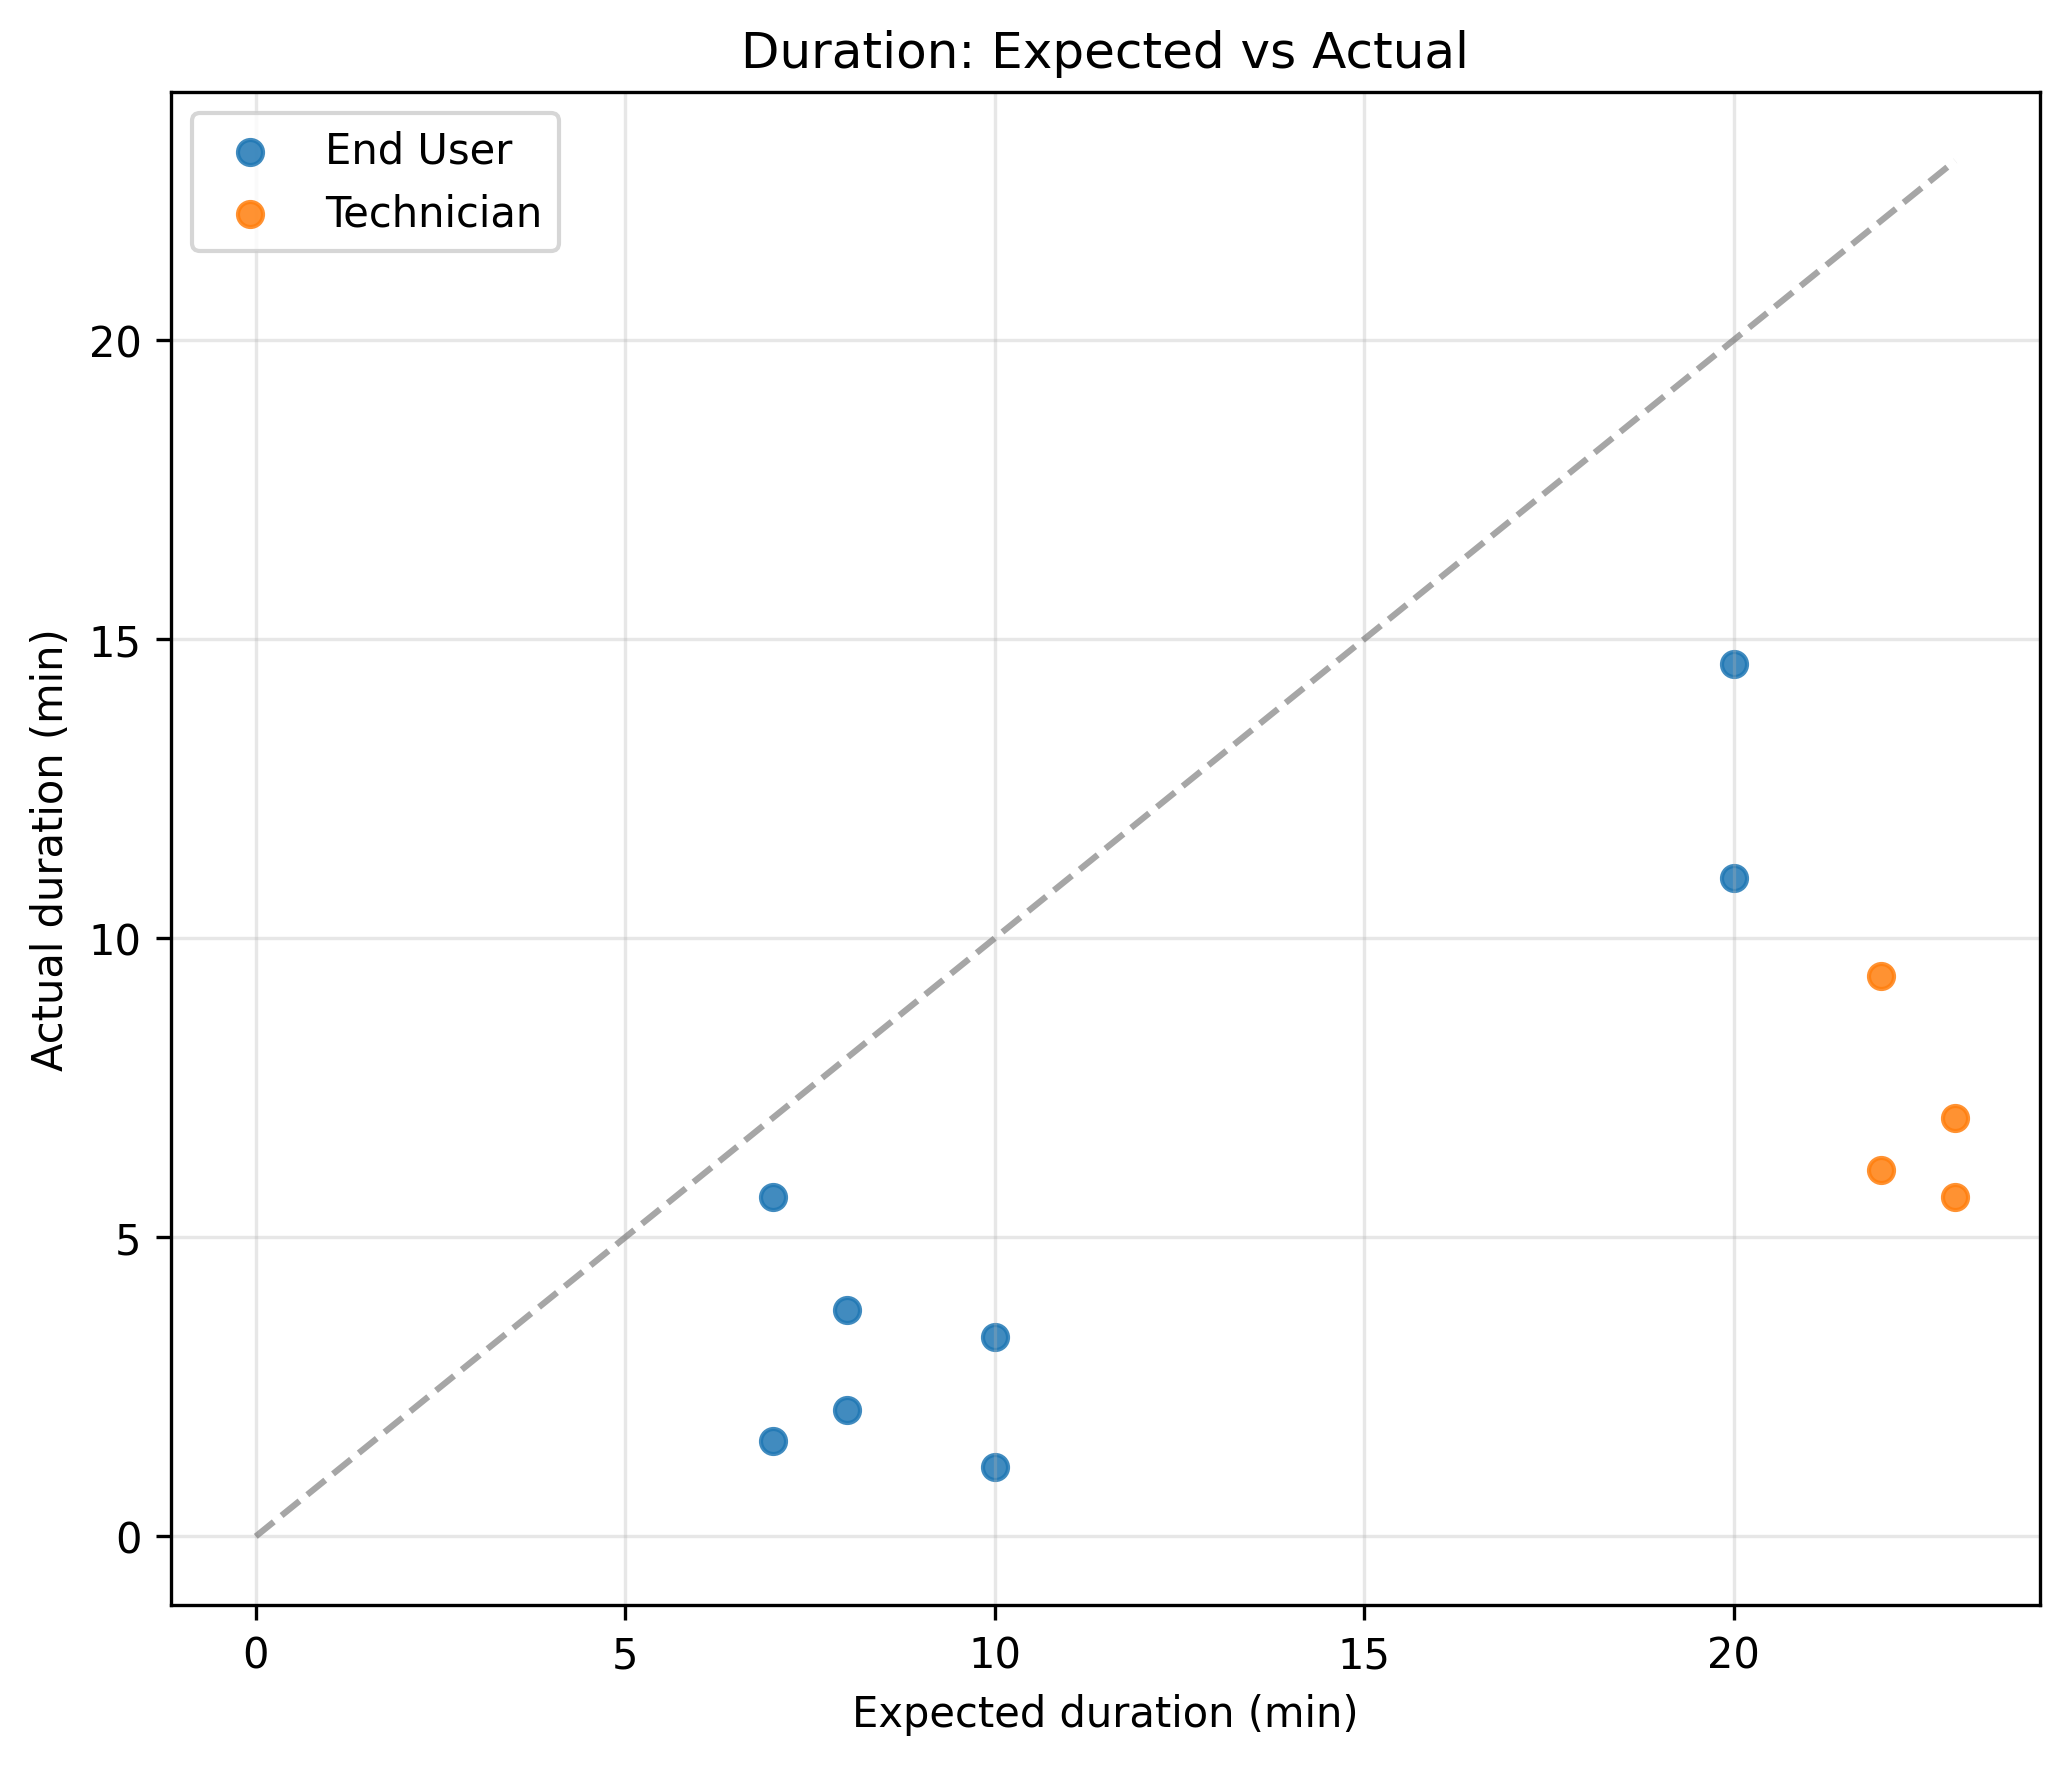 Duration: Expected vs Actual
End User
Technician
20
15
10
5
0
Actual duration (min)
0 5 10 15 20
Expected duration (min)